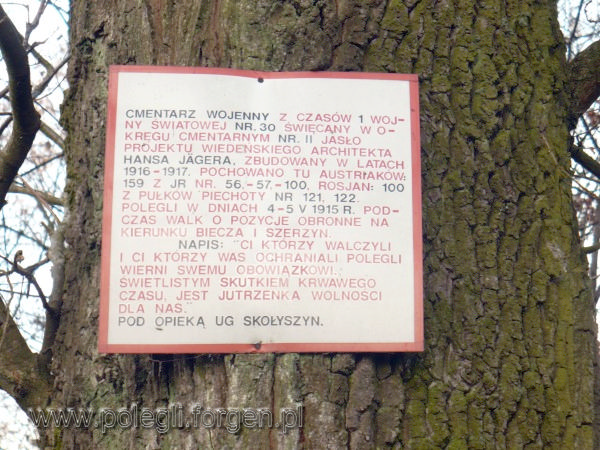 CMENTARZ WOJENNY Z CZASÓW 1 WOJ-
NY ŚWIATOWEJ NR. 30 ŚWIĘCANY W O-
KRĘGU CMENTARNYM NR. II JASŁO
PROJEKTU WIEDENSKIEGO ARCHITEKTA
HANSA JÄGERA, ZBUDOWANY W LATACH
1916-1917. POCHOWANO TU AUSTRIAKÓW:
159 Z JR NR. 56,-57,-100, ROSJAN: 100
Z PUŁKÓW PIECHOTY NR 121, 122.
POLEGLI W DNIACH 4-5 V 1915 R. POD-
CZAS WALK O POZYCJE OBRONNE NA
KIERUNKU BIECZA I SZERZYN.
NAPIS: "CI KTÓRZY WALCZYLI
I CI KTÓRZY WAS OCHRANIALI POLEGLI
WIERNI SWEMU OBOWIĄZKOWI.
ŚWIETLISTYM SKUTKIEM KRWAWEGO
CZASU, JEST JUTRZENKA WOLNOŚCI
DLA NAS."
POD OPIEKĄ UG SKOŁYSZYN.
www.polegli.forgen.pl